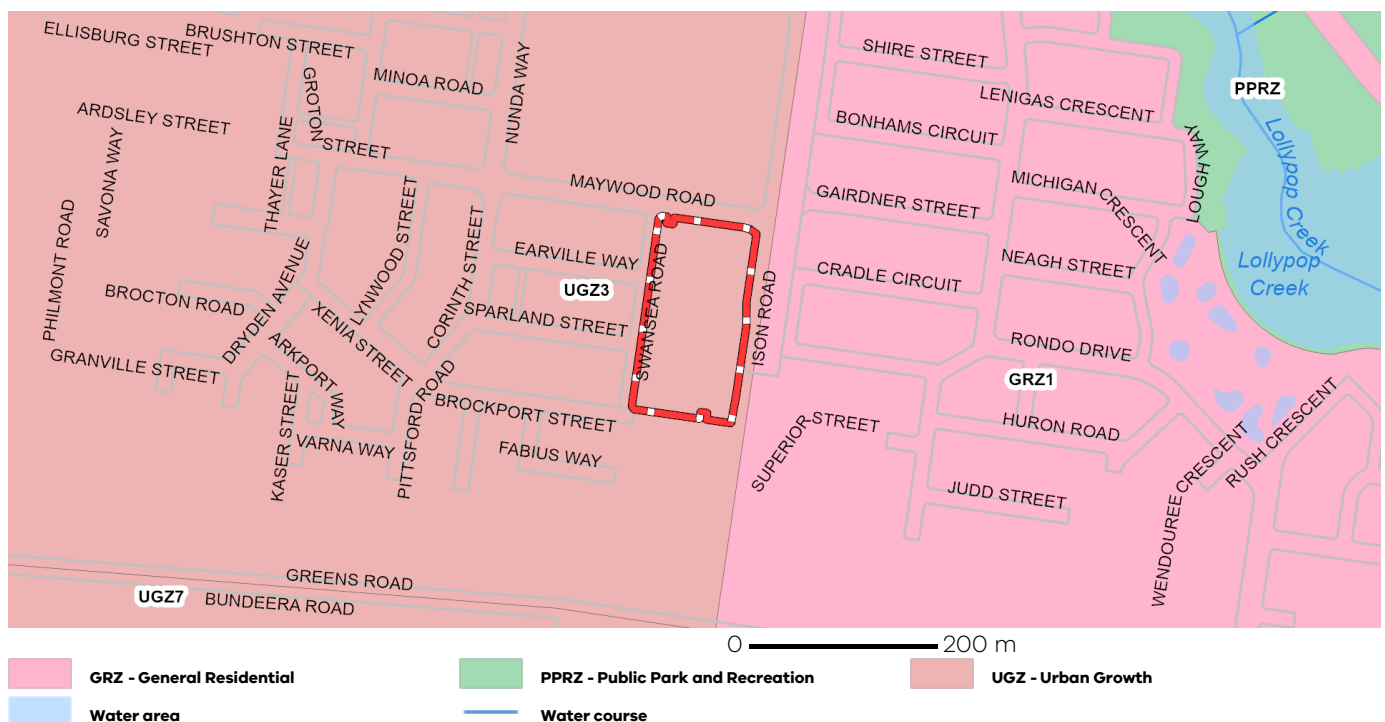 ELLISBURG STREET
BRUSHTON STREET
MINOA ROAD
NUNDA WAY
GROTON
STREET
ARDSLEY STREET
SAVONA WAY
THAYER LANE
PHILMONT ROAD
LYNWOOD STREET
CORINTH STREET
MAYWOOD ROAD
EARVILLE WAY
UGZ3
SPARLAND STREET
SWANSEA ROAD
ISON ROAD
BROCTON ROAD
DRYDEN AVENUE
XENIA STREET
GRANVILLE STREET
ARKPORT WAY
KASER STREET
VARNA WAY
PITTSFORD ROAD
BROCKPORT STREET
FABIUS WAY
GREENS ROAD
UGZ7
BUNDEERA ROAD
SHIRE STREET
LENIGAS CRESCENT
BONHAMS CIRCUIT
PPRZ
Lollypop Creek
LOUGH WAY
MICHIGAN CRESCENT
GAIRDNER STREET
NEAGH STREET
CRADLE CIRCUIT
Lollypop
Creek
RONDO DRIVE
GRZ1
HURON ROAD
SUPERIOR STREET
JUDD STREET
WENDOUREE CRESCENT
RUSH CRESCENT
0 200 m
GRZ - General Residential
PPRZ - Public Park and Recreation
UGZ - Urban Growth
Water area
Water course